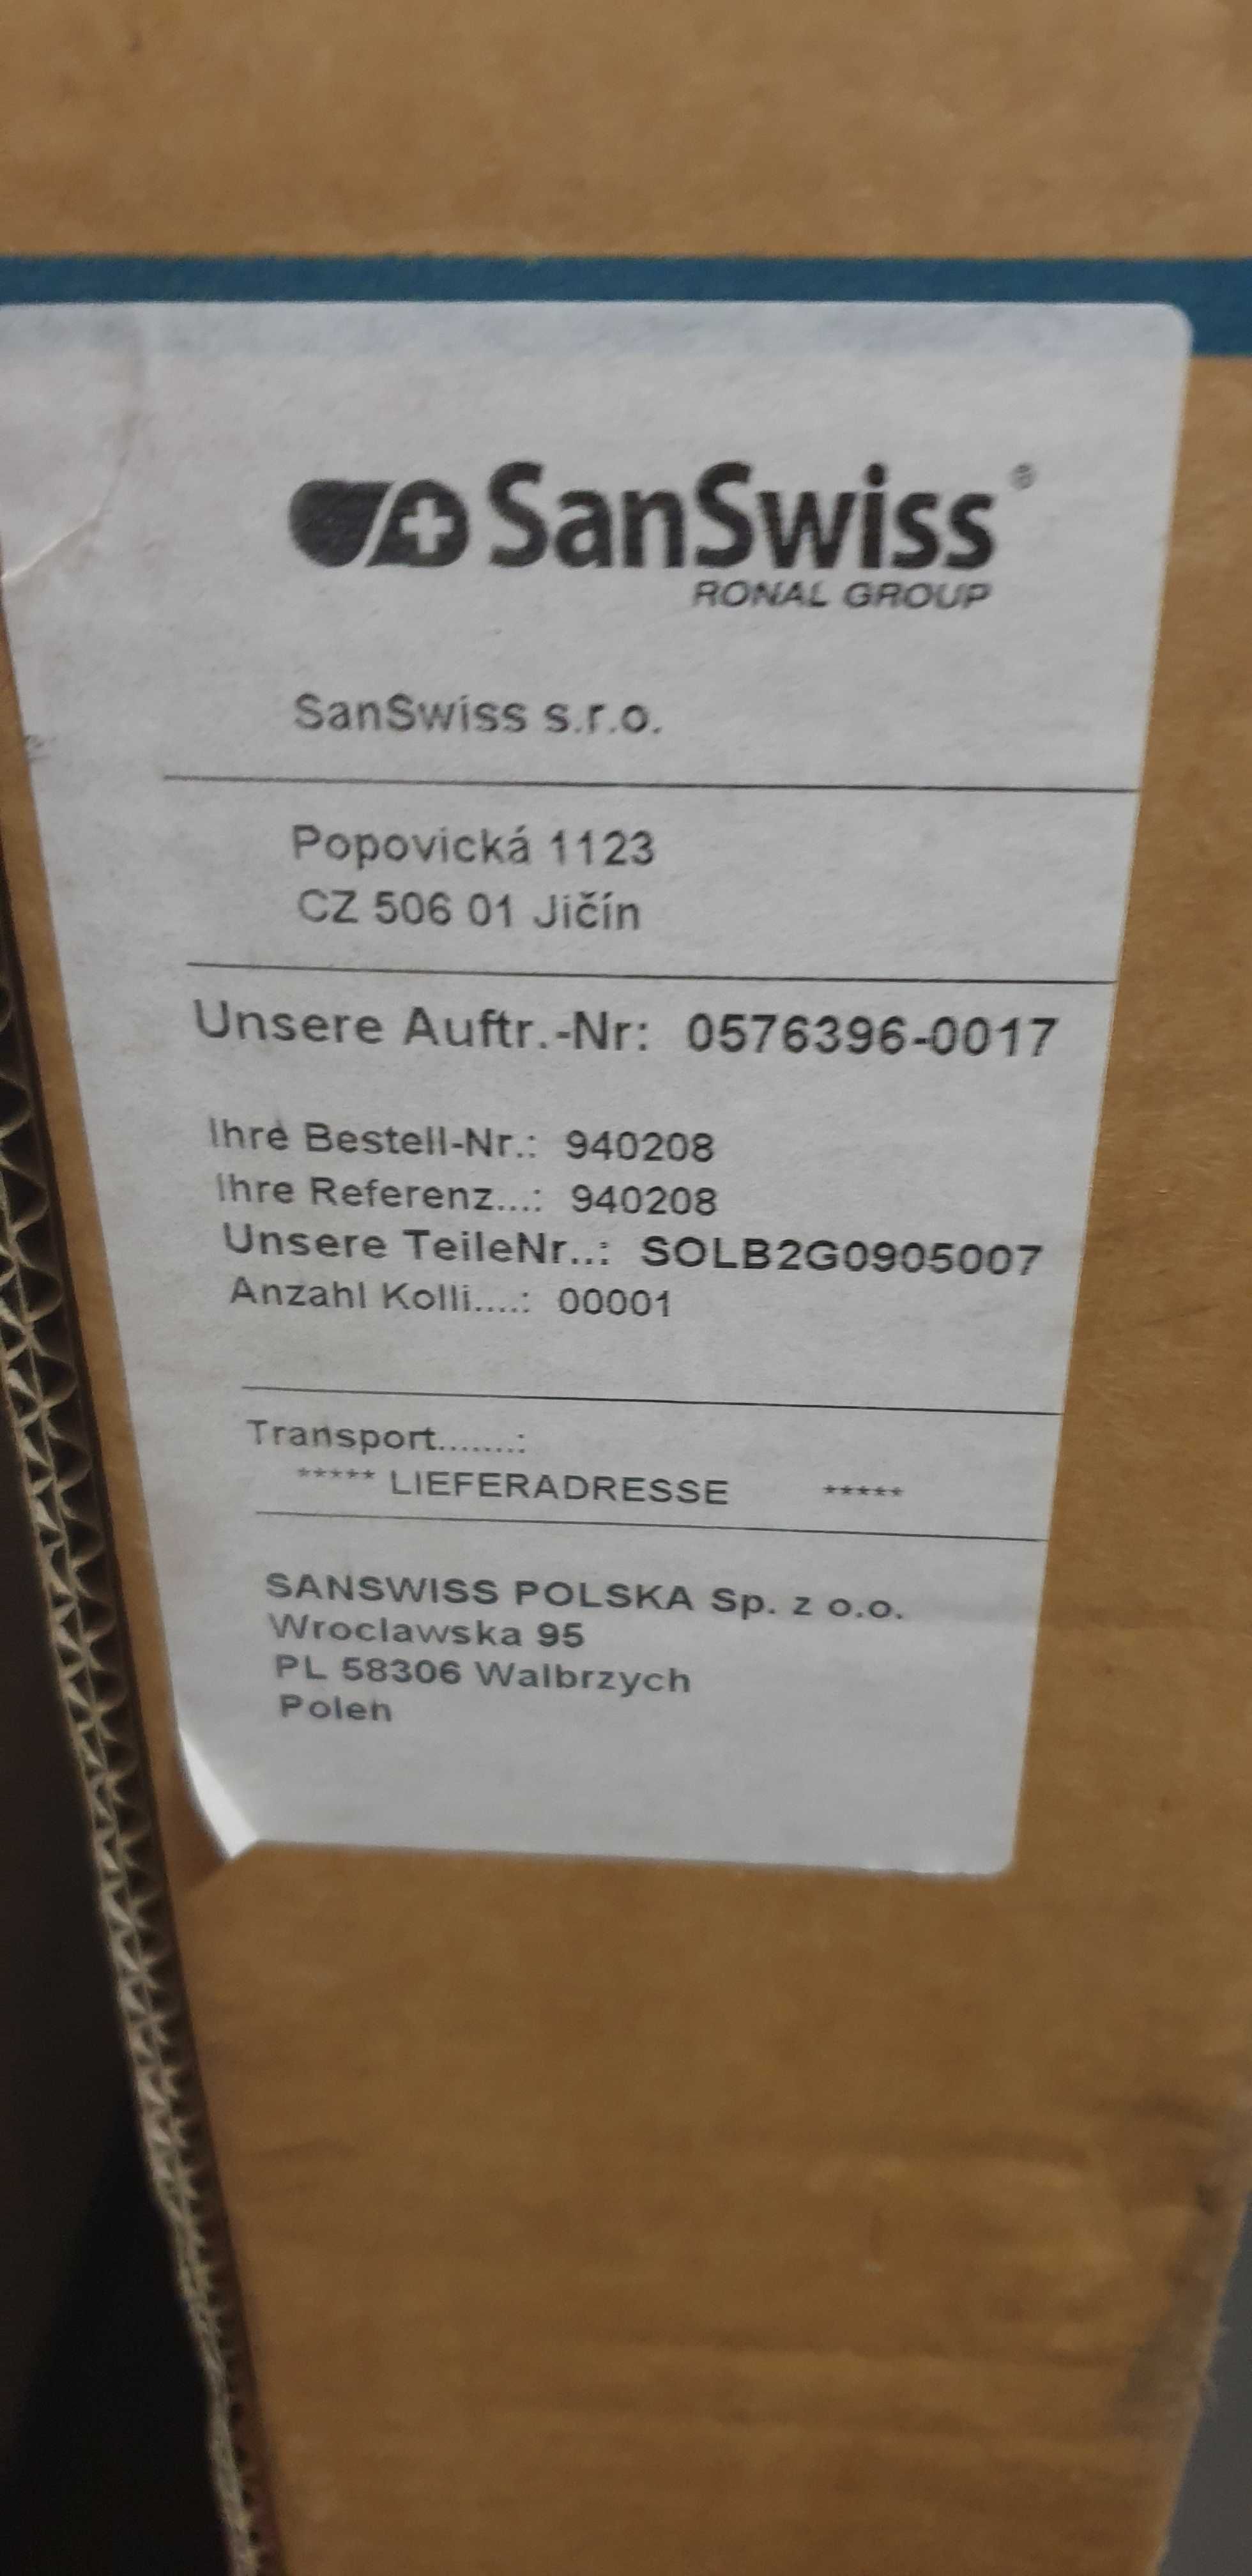 SanSwiss®
RONAL GROUP
SanSwiss s.r.o.
Popovická 1123
CZ 506 01 Jičín
Unsere Auftr.-Nr: 0576396-0017
Ihre Bestell-Nr.: 940208
Ihre Referenz...: 940208
Unsere TeileNr..: SOLB2G0905007
Anzahl Kolli....: 00001
Transport........:
***** LIEFERADRESSE *****
SANSWISS POLSKA Sp. z o.o.
Wroclawska 95
PL 58306 Walbrzych
Polen